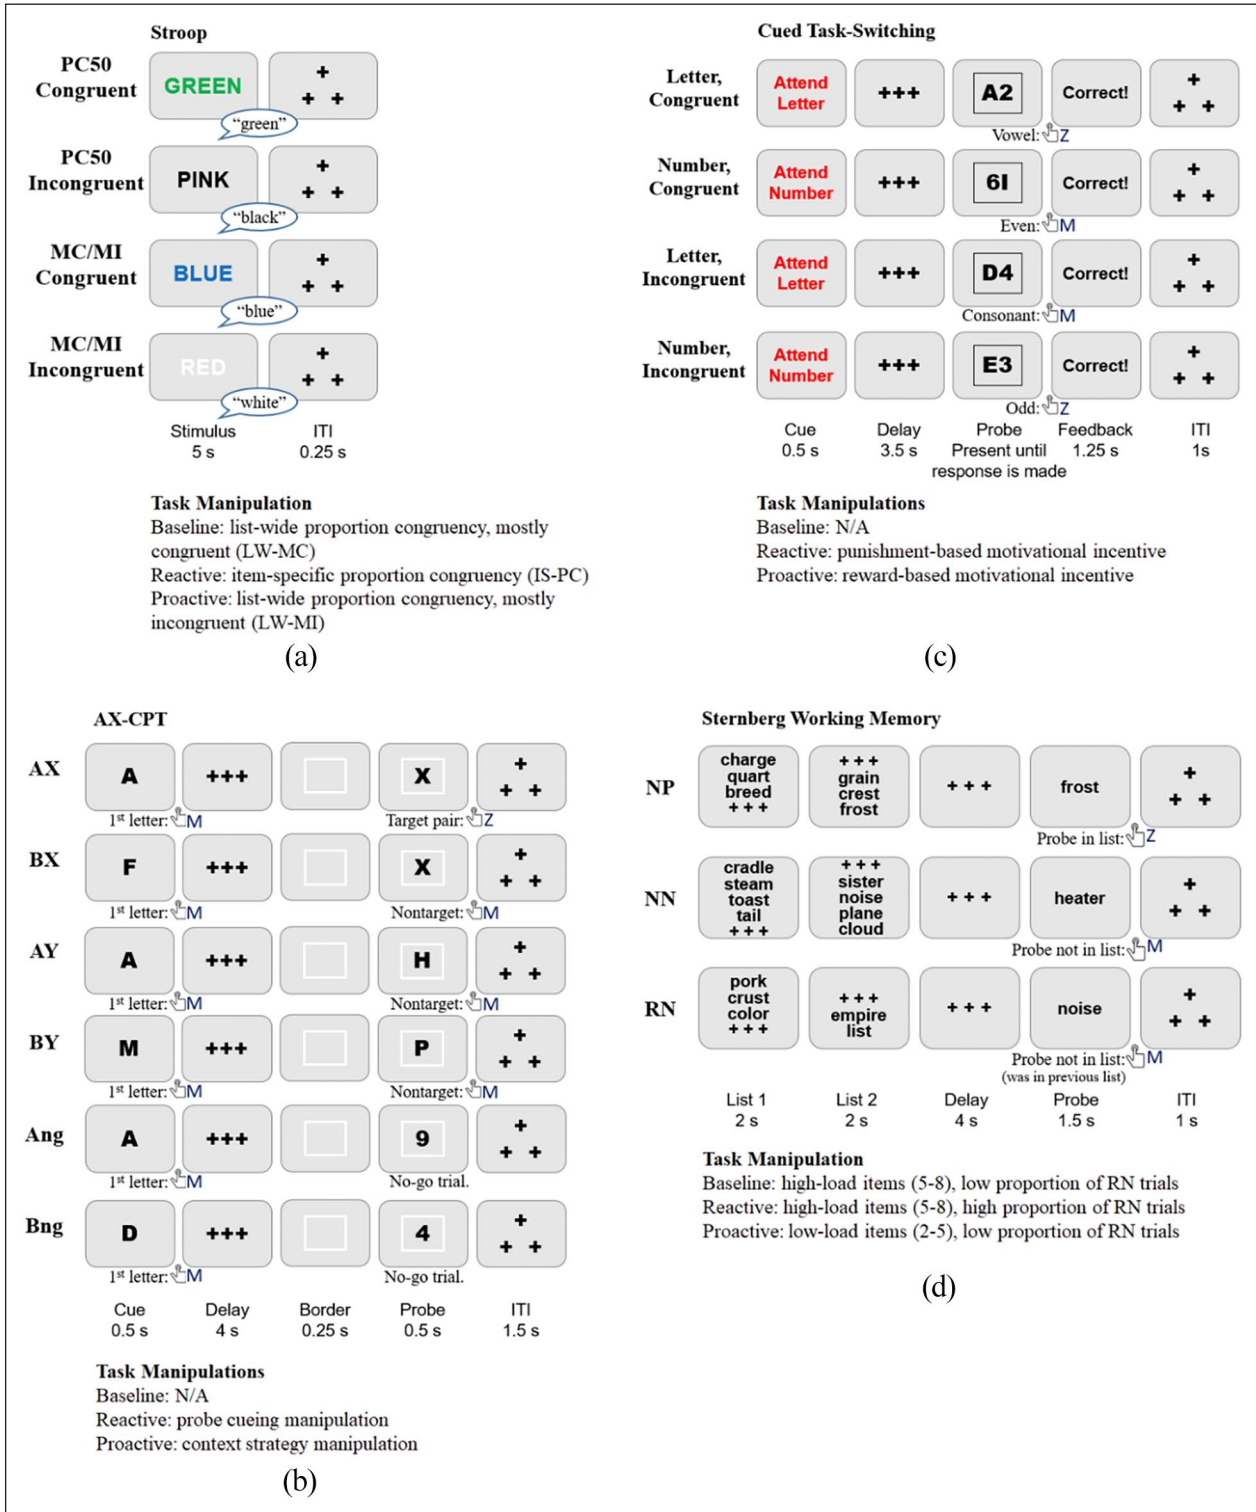 Stroop
PC50
Congruent
GREEN
+
+ +
“green”
PC50
Incongruent
PINK
+
+ +
“black”
MC/MI
Congruent
BLUE
+
+ +
“blue”
MC/MI
Incongruent
RED
+
+ +
“white”
Stimulus ITI
5 s 0.25 s
Task Manipulation
Baseline: list-wide proportion congruency, mostly
congruent (LW-MC)
Reactive: item-specific proportion congruency (IS-PC)
Proactive: list-wide proportion congruency, mostly
incongruent (LW-MI)
(a)
Cued Task-Switching
Letter,
Congruent
Attend
Letter
+++
A2
Correct!
+
+ +
Vowel: Z
Number,
Congruent
Attend
Number
+++
6I
Correct!
+
+ +
Even: M
Letter,
Incongruent
Attend
Letter
+++
D4
Correct!
+
+ +
Consonant: M
Number,
Incongruent
Attend
Number
+++
E3
Correct!
+
+ +
Odd: Z
Cue Delay Probe Feedback ITI
0.5 s 3.5 s Present until 1.25 s 1s
response is made
Task Manipulations
Baseline: N/A
Reactive: punishment-based motivational incentive
Proactive: reward-based motivational incentive
(c)
AX-CPT
AX
A
+++
X
+
+ +
1st letter: M
Target pair: Z
BX
F
+++
X
+
+ +
1st letter: M
Nontarget: M
AY
A
+++
H
+
+ +
1st letter: M
Nontarget: M
BY
M
+++
P
+
+ +
1st letter: M
Nontarget: M
Ang
A
+++
9
+
+ +
1st letter: M
No-go trial.
Bng
D
+++
4
+
+ +
1st letter: M
No-go trial.
Cue Delay Border Probe ITI
0.5 s 4 s 0.25 s 0.5 s 1.5 s
Task Manipulations
Baseline: N/A
Reactive: probe cueing manipulation
Proactive: context strategy manipulation
(b)
Sternberg Working Memory
NP
charge
quart
breed
+ + +
+ + +
grain
crest
frost
+ + +
frost
+
+ +
Probe in list: Z
NN
cradle
steam
toast
tail
+ + +
+ + +
sister
noise
plane
cloud
+ + +
heater
+
+ +
Probe not in list: M
RN
pork
crust
color
+ + +
+ + +
empire
list
+ + +
noise
+
+ +
Probe not in list: M
(was in previous list)
List 1 List 2 Delay Probe ITI
2 s 2 s 4 s 1.5 s 1 s
Task Manipulation
Baseline: high-load items (5-8), low proportion of RN trials
Reactive: high-load items (5-8), high proportion of RN trials
Proactive: low-load items (2-5), low proportion of RN trials
(d)